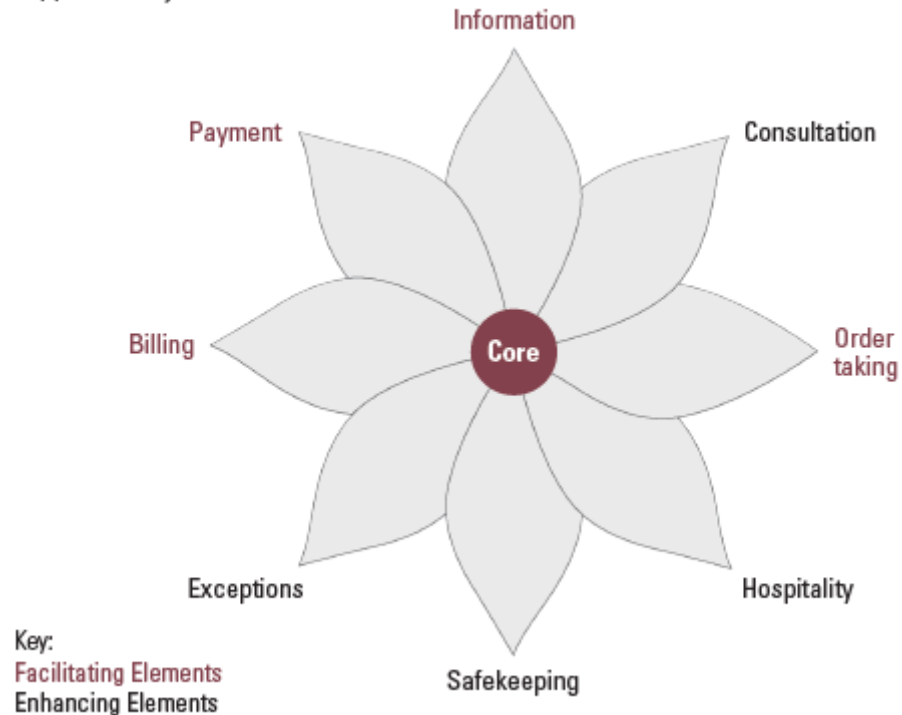 Information
Payment
Consultation
Billing
Core
Order
taking
Exceptions
Hospitality
Safekeeping
Key:
Facilitating Elements
Enhancing Elements